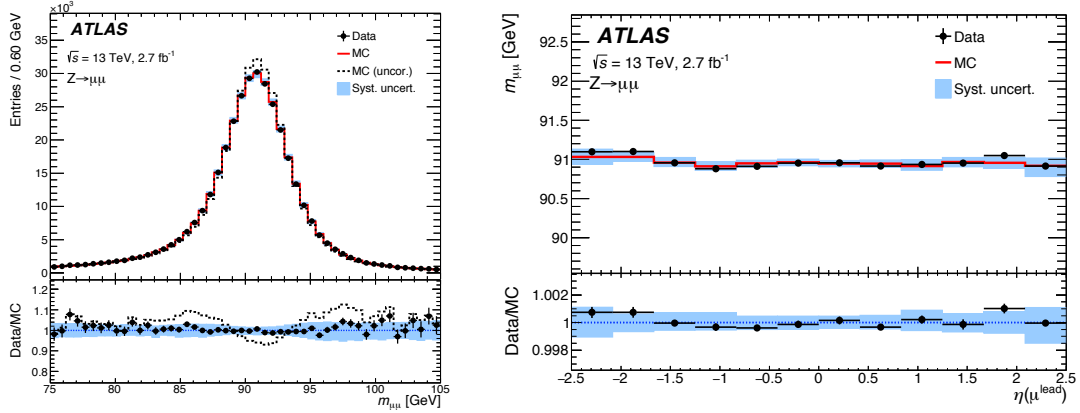 ×10³
ATLAS
√s = 13 TeV, 2.7 fb⁻¹
Z→μμ
Data
MC
MC (uncor.)
Syst. uncert.
Entries / 0.60 GeV
35
30
25
20
15
10
5
0
Data/MC
1.2
1.1
1
0.9
0.8
75 80 85 90 95 100 105
m_μμ [GeV]
ATLAS
√s = 13 TeV, 2.7 fb⁻¹
Z→μμ
Data
MC
Syst. uncert.
m_μμ [GeV]
92.5
92
91.5
91
90.5
90
Data/MC
1.002
1
0.998
-2.5 -2 -1.5 -1 -0.5 0 0.5 1 1.5 2 2.5
η(μ^lead)